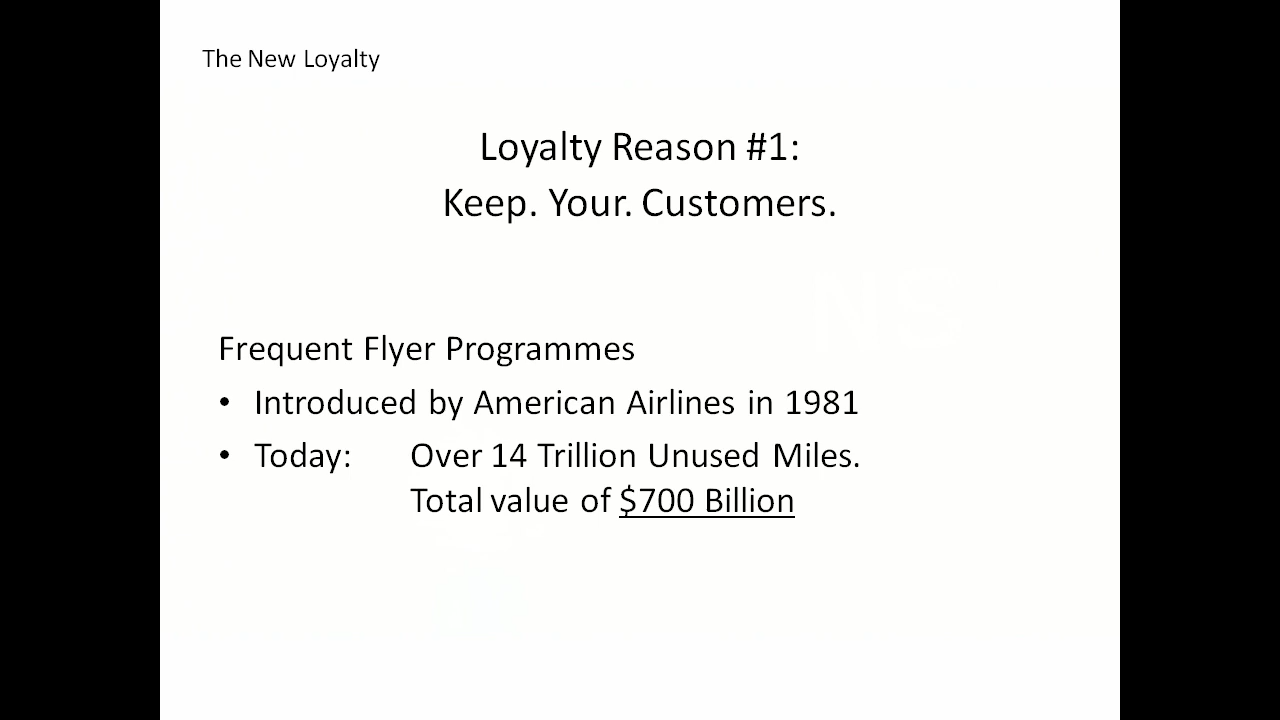 The New Loyalty
Loyalty Reason #1:
Keep. Your. Customers.
Frequent Flyer Programmes
• Introduced by American Airlines in 1981
• Today: Over 14 Trillion Unused Miles.
Total value of $700 Billion